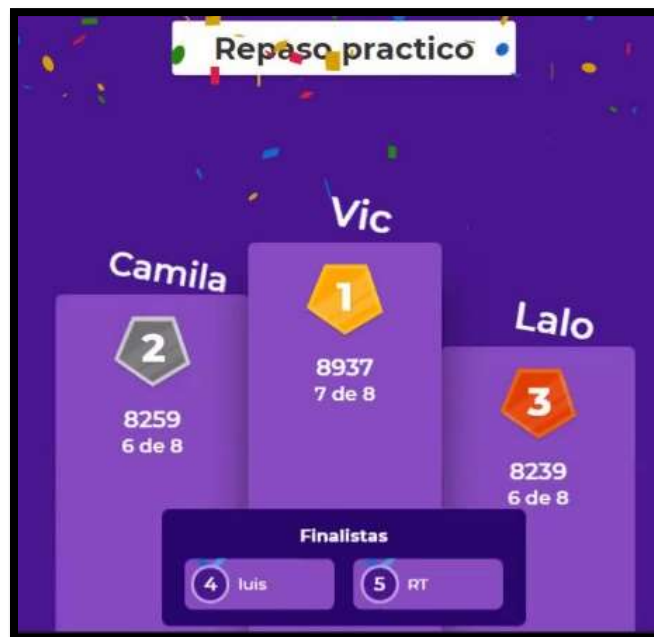 Repaso practico
Vic
1
8937
7 de 8
Camila
2
8259
6 de 8
Lalo
3
8239
6 de 8
Finalistas
4 luis
5 RT